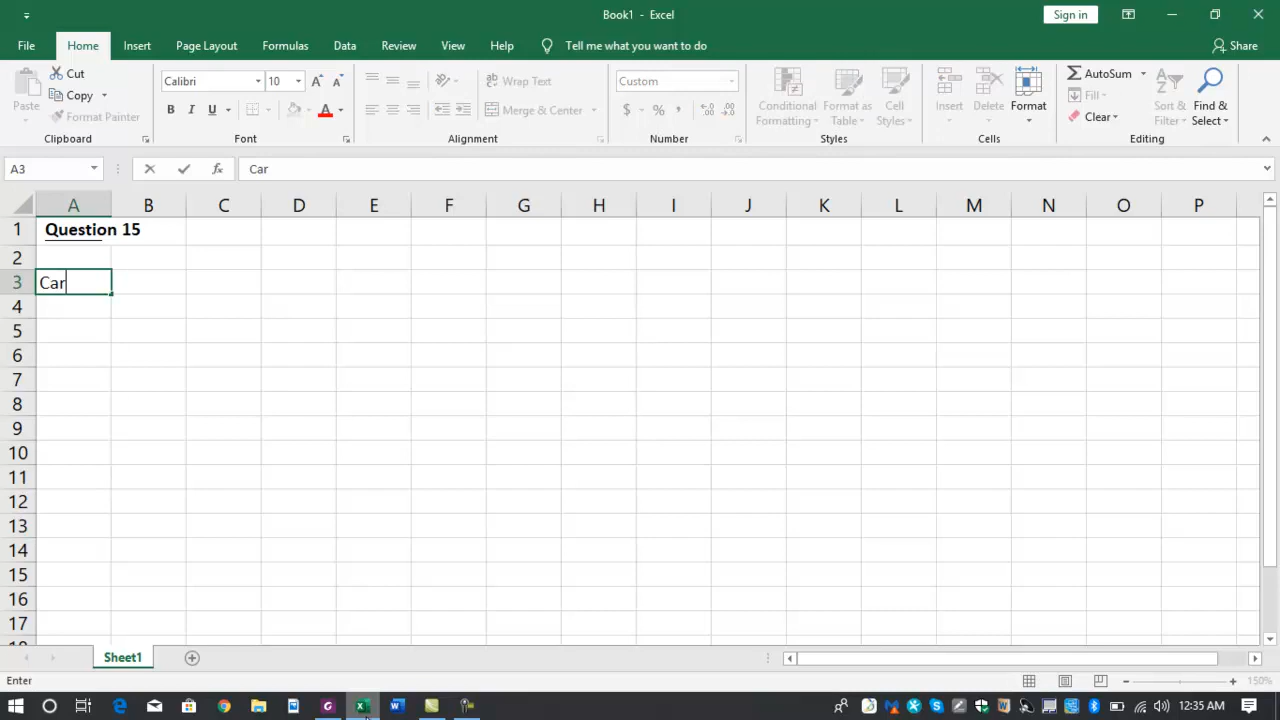 Book1 - Excel
Sign in
File Home Insert Page Layout Formulas Data Review View Help Tell me what you want to do Share
Paste
Cut
Copy
Format Painter
Clipboard
Calibri 10
B I U A
Font
Wrap Text
Merge & Center
Alignment
Custom
$ % ,
Number
Conditional Formatting
Format as Table
Cell Styles
Styles
Insert Delete Format
Cells
AutoSum
Fill
Clear
Sort & Filter
Find & Select
Editing
A3 fx Car
A B C D E F G H I J K L M N O P
1 Question 15
2
3 Car
4
5
6
7
8
9
10
11
12
13
14
15
16
17
Sheet1
Enter 150%
12:35 AM